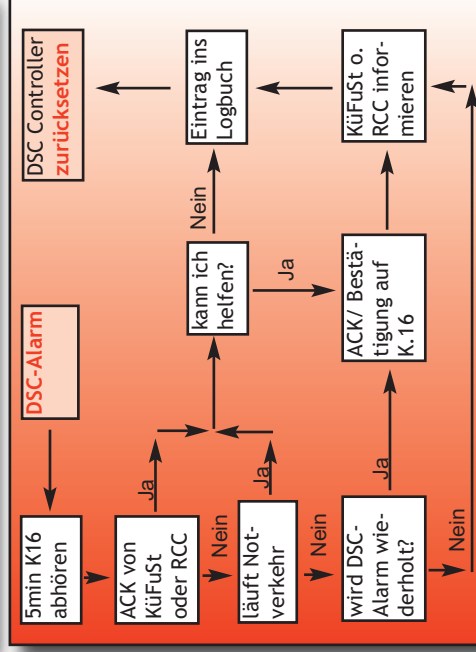 DSC-Alarm
DSC Controller
zurücksetzen
5min K16
abhören
ACK von
KüFuSt
oder RCC
Ja
kann ich
helfen?
Nein
Eintrag ins
Logbuch
Nein
läuft Not-
verkehr
Ja
Ja
Nein
wird DSC-
Alarm wie-
derholt?
Ja
ACK/ Bestä-
tigung auf
K.16
KüFuSt o.
RCC infor-
mieren
Nein